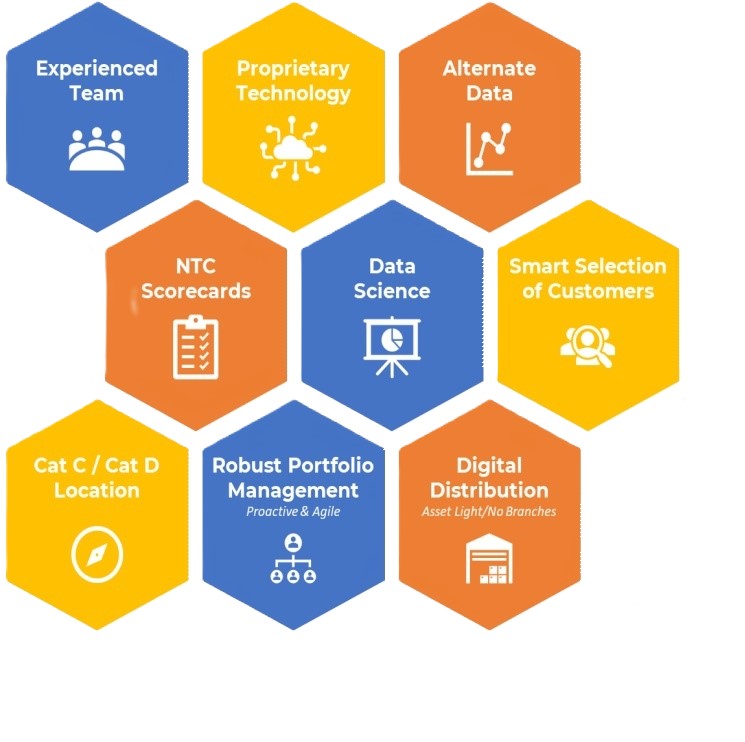 Experienced
Team
Proprietary
Technology
Alternate
Data
NTC
Scorecards
Data
Science
Smart Selection
of Customers
Cat C / Cat D
Location
Robust Portfolio
Management
Proactive & Agile
Digital
Distribution
Asset Light/No Branches